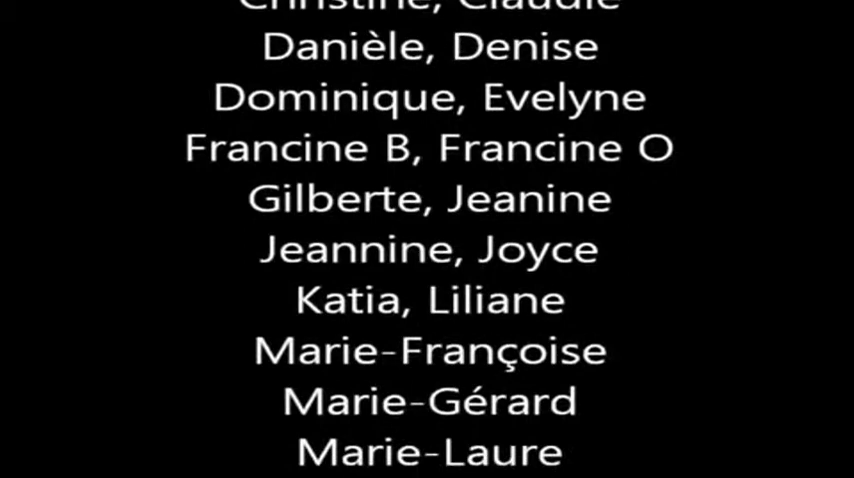 Christine, Claudie
Danièle, Denise
Dominique, Evelyne
Francine B, Francine O
Gilberte, Jeanine
Jeannine, Joyce
Katia, Liliane
Marie-Françoise
Marie-Gérard
Marie-Laure